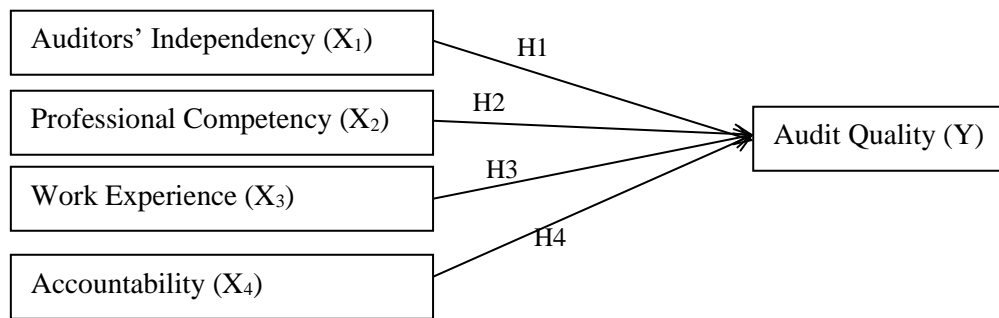 Auditors’ Independency (X₁)
H1
Professional Competency (X₂)
H2
Audit Quality (Y)
Work Experience (X₃)
H3
H4
Accountability (X₄)